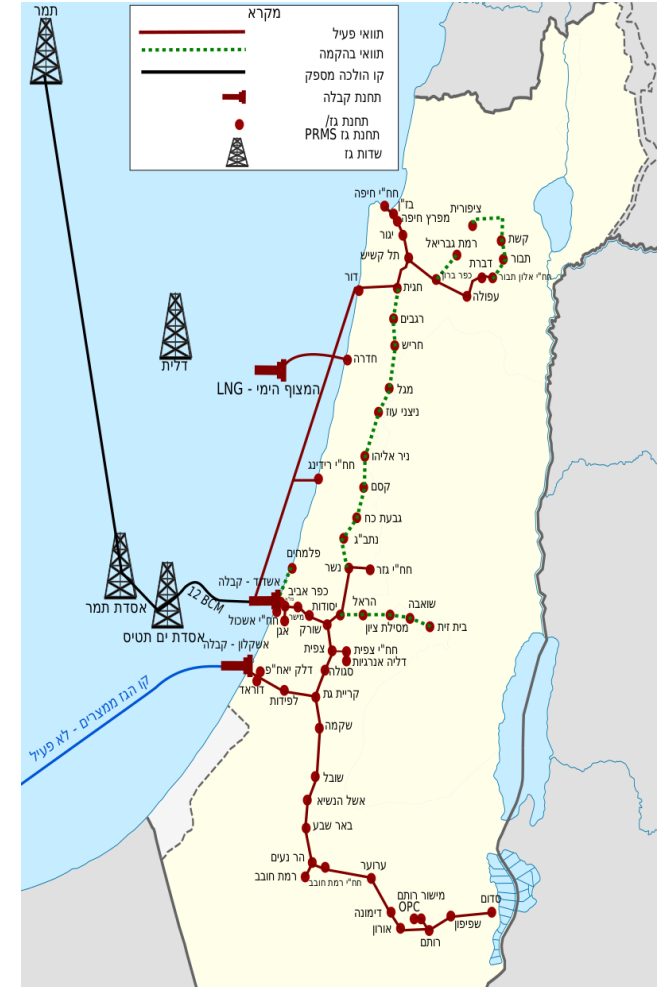 תמר
מקרא
תוואי פעיל
תוואי בהקמה
קו הולכה מספק
תחנת קבלה
תחנת גז/
תחנת גז PRMS
שדות גז
חח"י חיפה
בז"ן
מפרץ חיפה
יגור
תל קשיש
ציפורית
רמת גבריאל
קשת
תבור
דברת
כפר ברוך
חח"י אלון תבור
עפולה
דור
חגית
רגבים
חריש
דלית
חדרה
המצוף הימי - LNG
מגל
ניצני עוז
ניר אליהו
חח"י רידינג
קסם
גבעת כח
נתב"ג
פלמחים
נשר
חח"י גזר
אסדת תמר
אסדת ים תטיס
12 BCM
אשדוד - קבלה
כפר אביב
חח"י אשכול
אגן
מישר
יסודות
שורק
הראל
מסילת ציון
שואבה
בית זית
אשקלון - קבלה
צפית
חח"י צפית
דליה אנרגיות
דלק יאח"פ
דוראד
סגולה
לפידות
קריית גת
קו הגז ממצרים - לא פעיל
שקמה
שובל
אשל הנשיא
באר שבע
הר נעים
רמת חובב
חח"י רמת חובב
ערוער
דימונה
אורון
מישור רותם
OPC
רותם
שפיפון
סדום